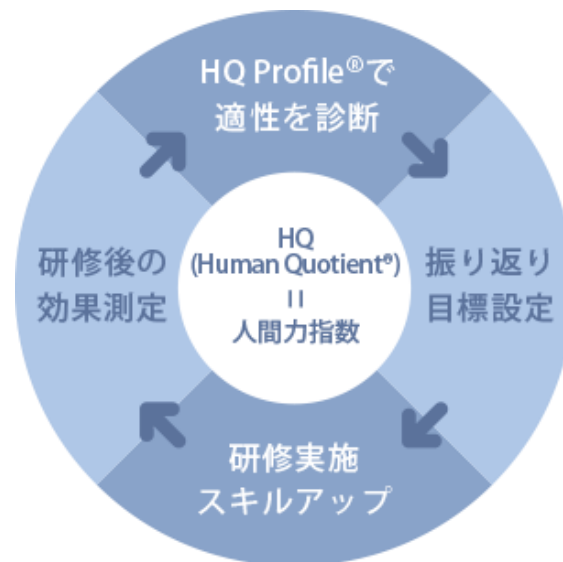 HQ Profile®で
適性を診断
振り返り
目標設定
研修実施
スキルアップ
研修後の
効果測定
HQ
(Human Quotient®)
=
人間力指数